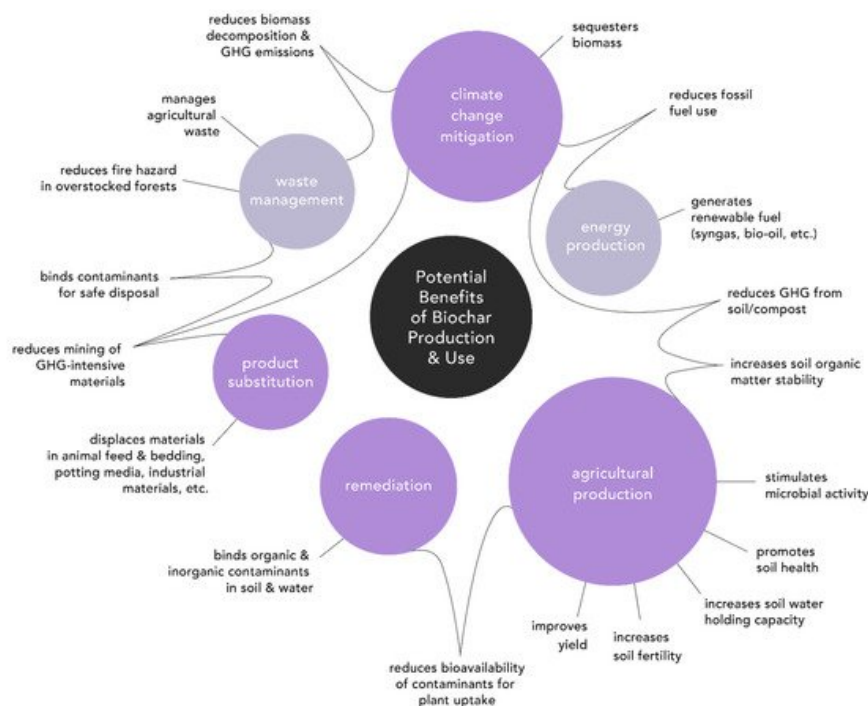 reduces biomass
decomposition &
GHG emissions
sequesters
biomass
climate
change
mitigation
reduces fossil
fuel use
manages
agricultural
waste
waste
management
reduces fire hazard
in overstocked forests
energy
production
generates
renewable fuel
(syngas, bio-oil, etc.)
binds contaminants
for safe disposal
Potential
Benefits
of Biochar
Production
& Use
reduces GHG from
soil/compost
reduces mining of
GHG-intensive
materials
product
substitution
increases soil organic
matter stability
displaces materials
in animal feed & bedding,
potting media, industrial
materials, etc.
remediation
agricultural
production
stimulates
microbial activity
binds organic &
inorganic contaminants
in soil & water
promotes
soil health
increases soil water
holding capacity
improves
yield
increases
soil fertility
reduces bioavailability
of contaminants for
plant uptake